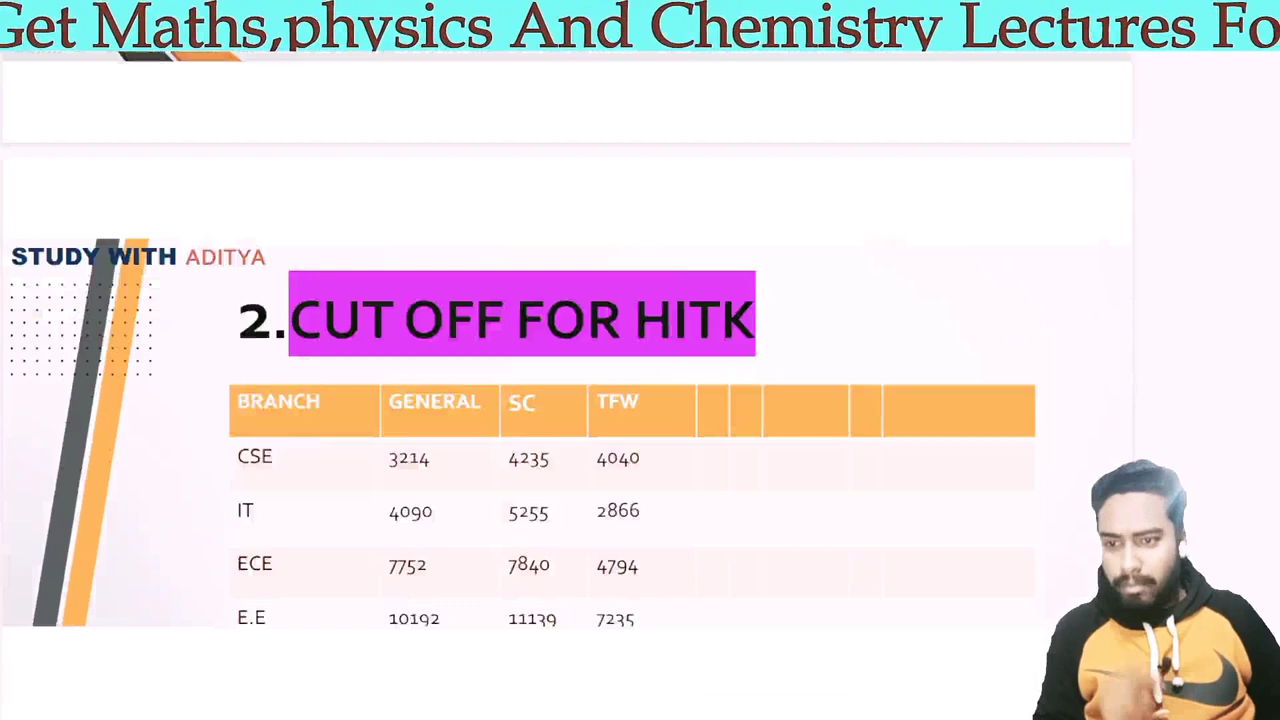 Get Maths,physics And Chemistry Lectures Fo
STUDY WITH ADITYA
2.CUT OFF FOR HITK
BRANCH GENERAL SC TFW
CSE 3214 4235 4040
IT 4090 5255 2866
ECE 7752 7840 4794
E.E 10192 11139 7235